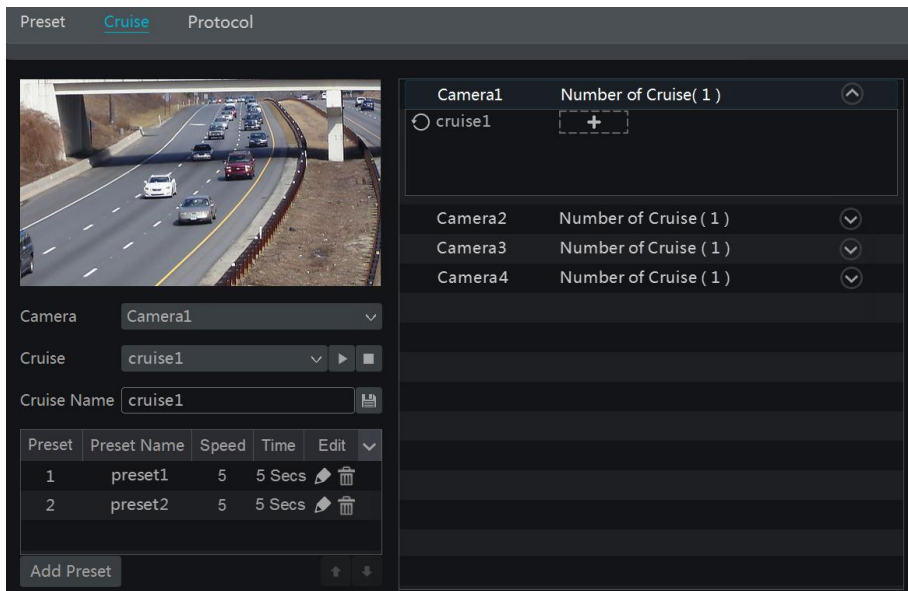 Preset Cruise Protocol
Camera1 Number of Cruise( 1 )
cruise1 +
Camera2 Number of Cruise ( 1 )
Camera3 Number of Cruise ( 1 )
Camera4 Number of Cruise ( 1 )
Camera Camera1
Cruise cruise1
Cruise Name cruise1
Preset Preset Name Speed Time Edit
1 preset1 5 5 Secs
2 preset2 5 5 Secs
Add Preset